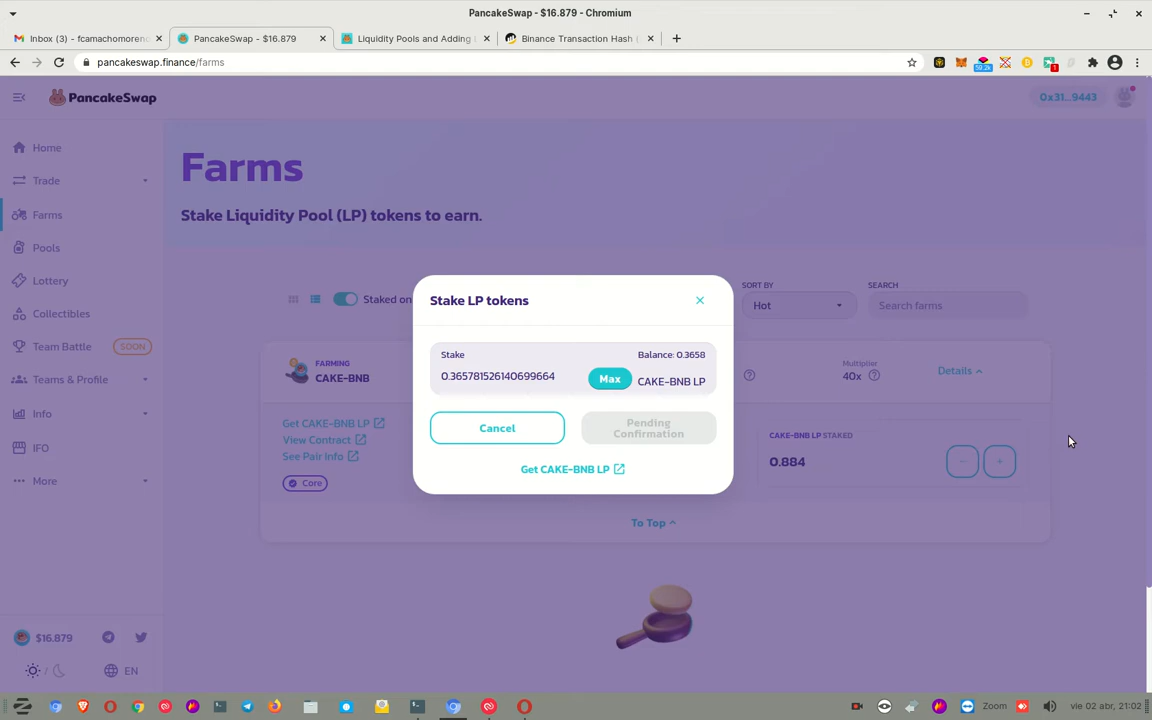 PancakeSwap - $16.879 - Chromium
Inbox (3) - fcamachomorenc
PancakeSwap - $16.879
Liquidity Pools and Adding
Binance Transaction Hash (
pancakeswap.finance/farms
59.2k
1
PancakeSwap
0x31...9443
Home
Trade
Farms
Pools
Lottery
Collectibles
Team Battle
SOON
Teams & Profile
Info
IFO
More
$16.879
EN
Farms
Stake Liquidity Pool (LP) tokens to earn.
Staked on
SORT BY
Hot
SEARCH
Search farms
FARMING
CAKE-BNB
Multiplier
40x
Details
Get CAKE-BNB LP
View Contract
See Pair Info
Core
CAKE-BNB LP STAKED
0.884
To Top
Stake LP tokens
Stake
Balance: 0.3658
0.365781526140699664
Max
CAKE-BNB LP
Cancel
Pending
Confirmation
Get CAKE-BNB LP
Zoom
vie 02 abr, 21:02